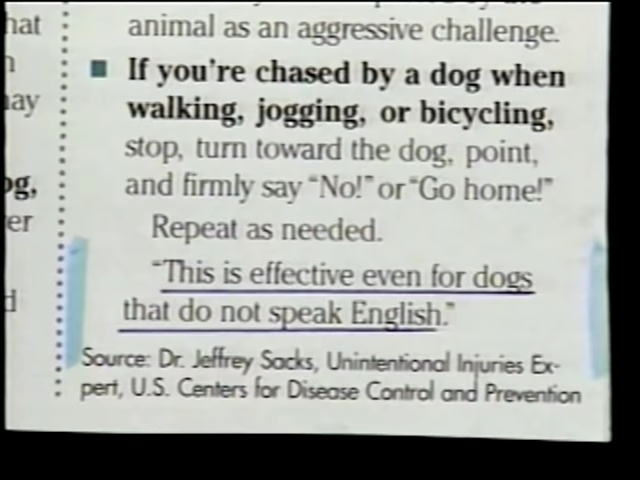 hat
animal as an aggressive challenge.
■ If you're chased by a dog when
walking, jogging, or bicycling,
stop, turn toward the dog, point,
and firmly say "No!" or "Go home!"
Repeat as needed.
"This is effective even for dogs
that do not speak English."
Source: Dr. Jeffrey Sacks, Unintentional Injuries Ex-
pert, U.S. Centers for Disease Control and Prevention